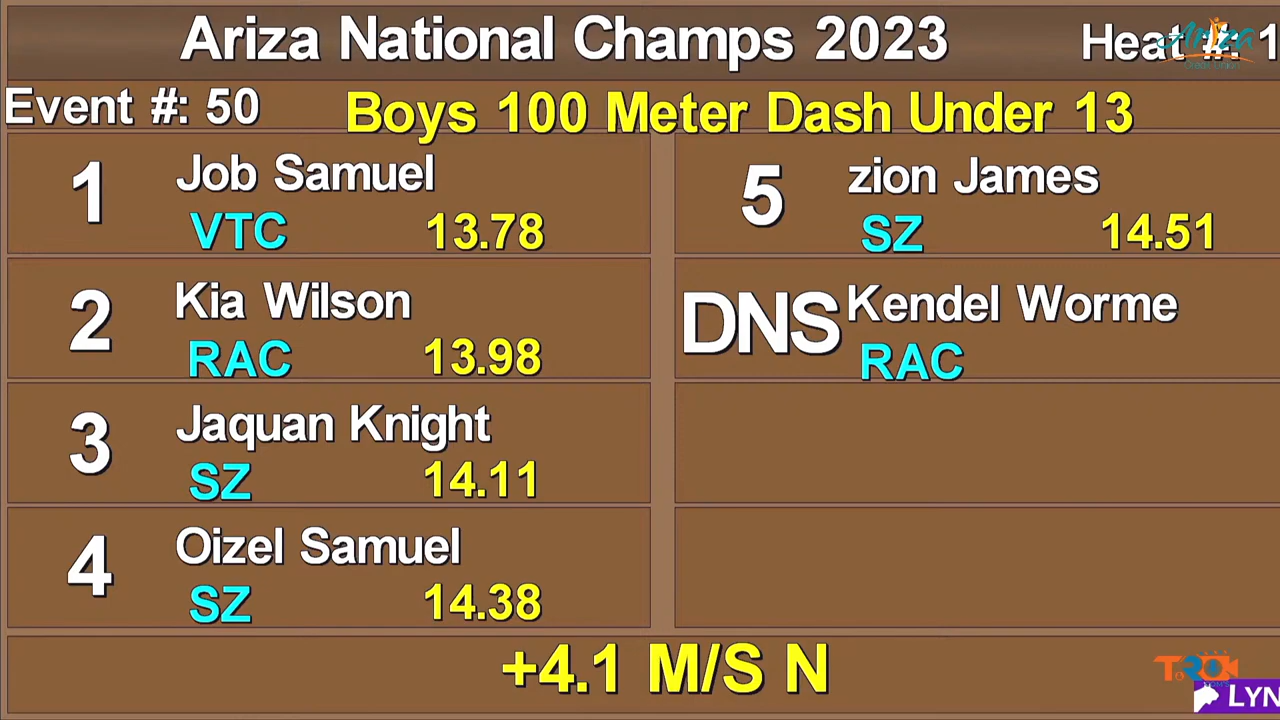 Ariza National Champs 2023
Heat #: 1
Event #: 50
Boys 100 Meter Dash Under 13
1 Job Samuel
VTC 13.78
2 Kia Wilson
RAC 13.98
3 Jaquan Knight
SZ 14.11
4 Oizel Samuel
SZ 14.38
5 zion James
SZ 14.51
DNS Kendel Worme
RAC
+4.1 M/S N
Ariza
LYN